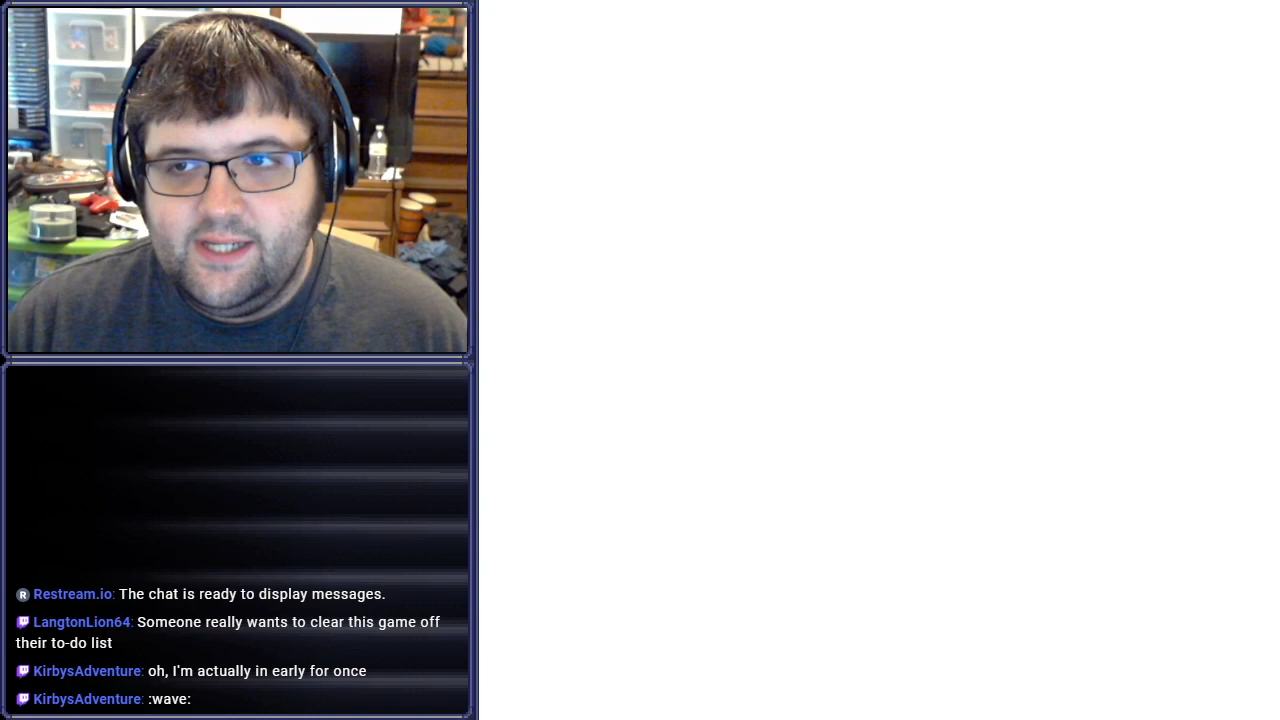 Restream.io: The chat is ready to display messages.
LangtonLion64: Someone really wants to clear this game off
their to-do list
KirbysAdventure: oh, I'm actually in early for once
KirbysAdventure: :wave: